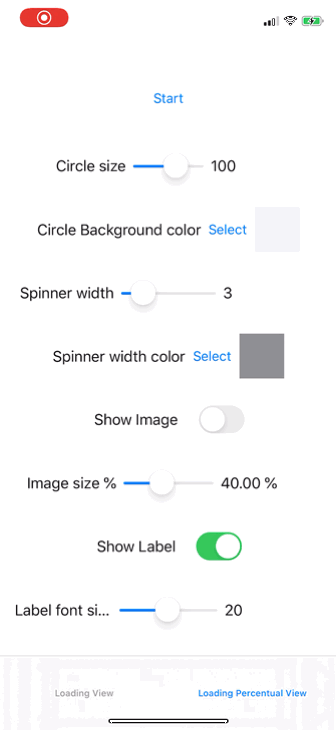 Start
Circle size 100
Circle Background color Select
Spinner width 3
Spinner width color Select
Show Image
Image size % 40.00 %
Show Label
Label font si... 20
Loading View Loading Percentual View